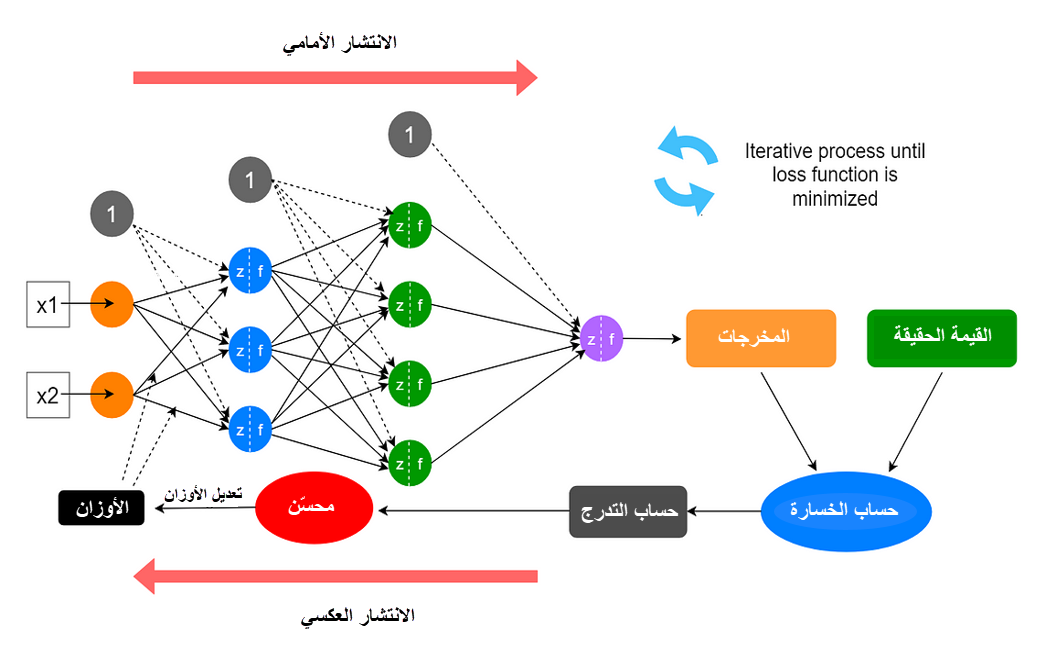 الانتشار الأمامي
1
1
1
Iterative process until
loss function is
minimized
z f
z f
z f
z f
z f
z f
z f
z f
x1
x2
المخرجات
القيمة الحقيقة
الأوزان
تعديل الأوزان
محسّن
حساب التدرج
حساب الخسارة
الانتشار العكسي